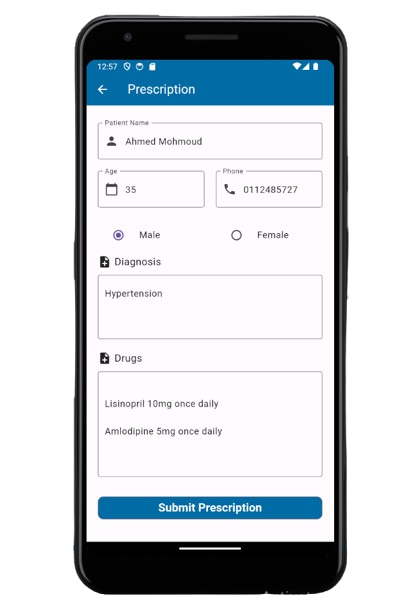 12:57
Prescription
Patient Name
Ahmed Mohmoud
Age
35
Phone
0112485727
Male
Female
Diagnosis
Hypertension
Drugs
Lisinopril 10mg once daily
Amlodipine 5mg once daily
Submit Prescription